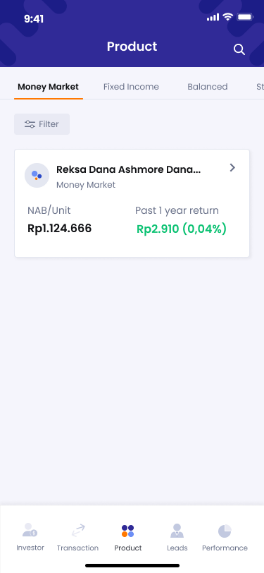 9:41
Product
Money Market Fixed Income Balanced St
Filter
Reksa Dana Ashmore Dana...
Money Market
NAB/Unit Past 1 year return
Rp1.124.666 Rp2.910 (0,04%)
Investor Transaction Product Leads Performance